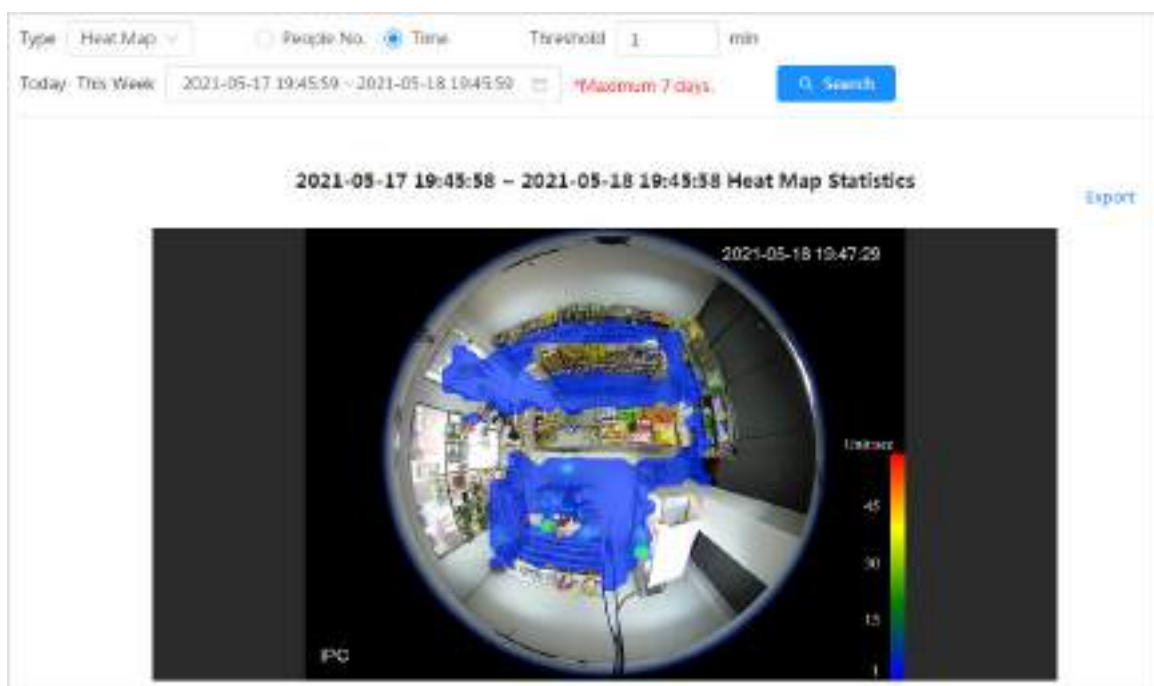 Type Heat Map People No. Time Threshold 1 min
Today This Week 2021-05-17 19:45:59 ~ 2021-05-18 19:45:59 *Maximum 7 days. Search
2021-05-17 19:45:58 ~ 2021-05-18 19:45:58 Heat Map Statistics
Export
2021-05-18 19:47:29
Unit:sec
45
30
15
1
IPC